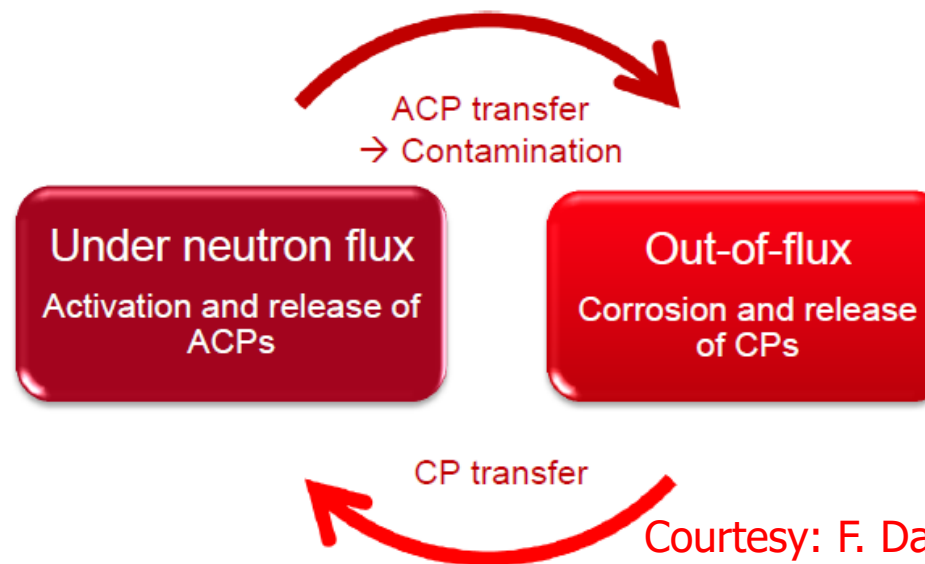 ACP transfer
→ Contamination
Under neutron flux
Activation and release of
ACPs
Out-of-flux
Corrosion and release
of CPs
CP transfer
Courtesy: F. Da